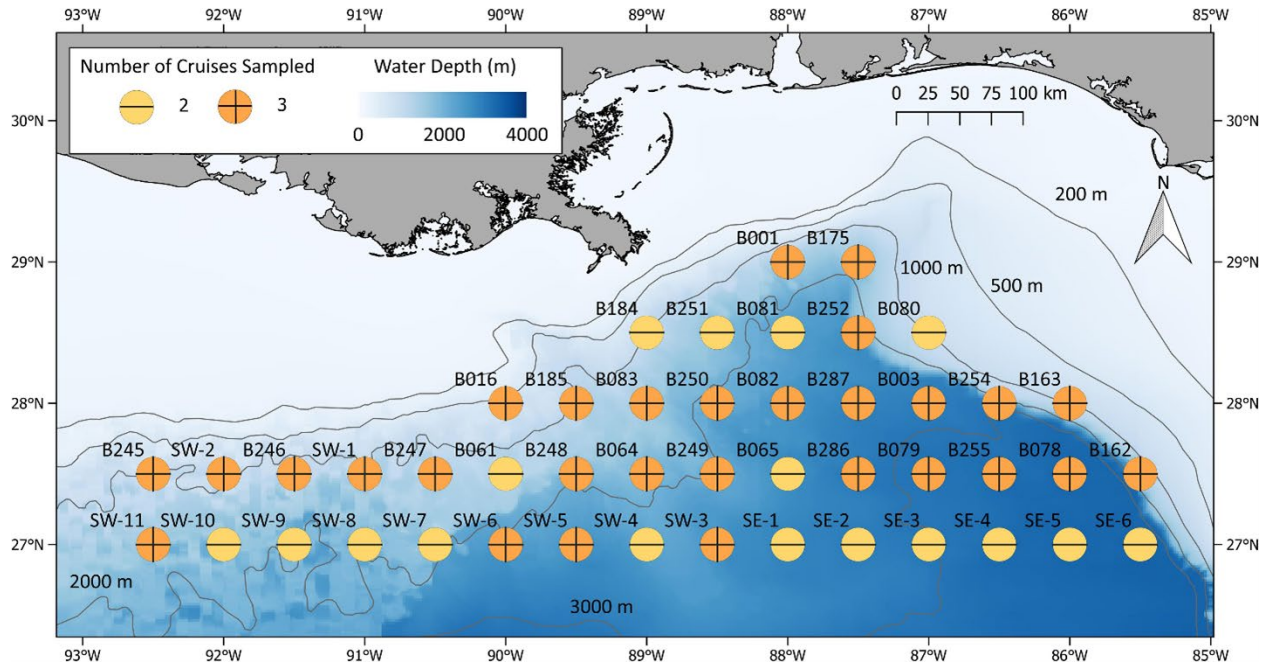 93°W 92°W 91°W 90°W 89°W 88°W 87°W 86°W 85°W
Number of Cruises Sampled Water Depth (m)
2 3
0 2000 4000
0 25 50 75 100 km
30°N 30°N
N
200 m
B001 B175
29°N 1000 m 29°N
500 m
B184 B251 B081 B252 B080
B016 B185 B083 B250 B082 B287 B003 B254 B163
28°N 28°N
B245 SW-2 B246 SW-1 B247 B061 B248 B064 B249 B065 B286 B079 B255 B078 B162
SW-11 SW-10 SW-9 SW-8 SW-7 SW-6 SW-5 SW-4 SW-3 SE-1 SE-2 SE-3 SE-4 SE-5 SE-6
27°N 27°N
2000 m
3000 m
93°W 92°W 91°W 90°W 89°W 88°W 87°W 86°W 85°W